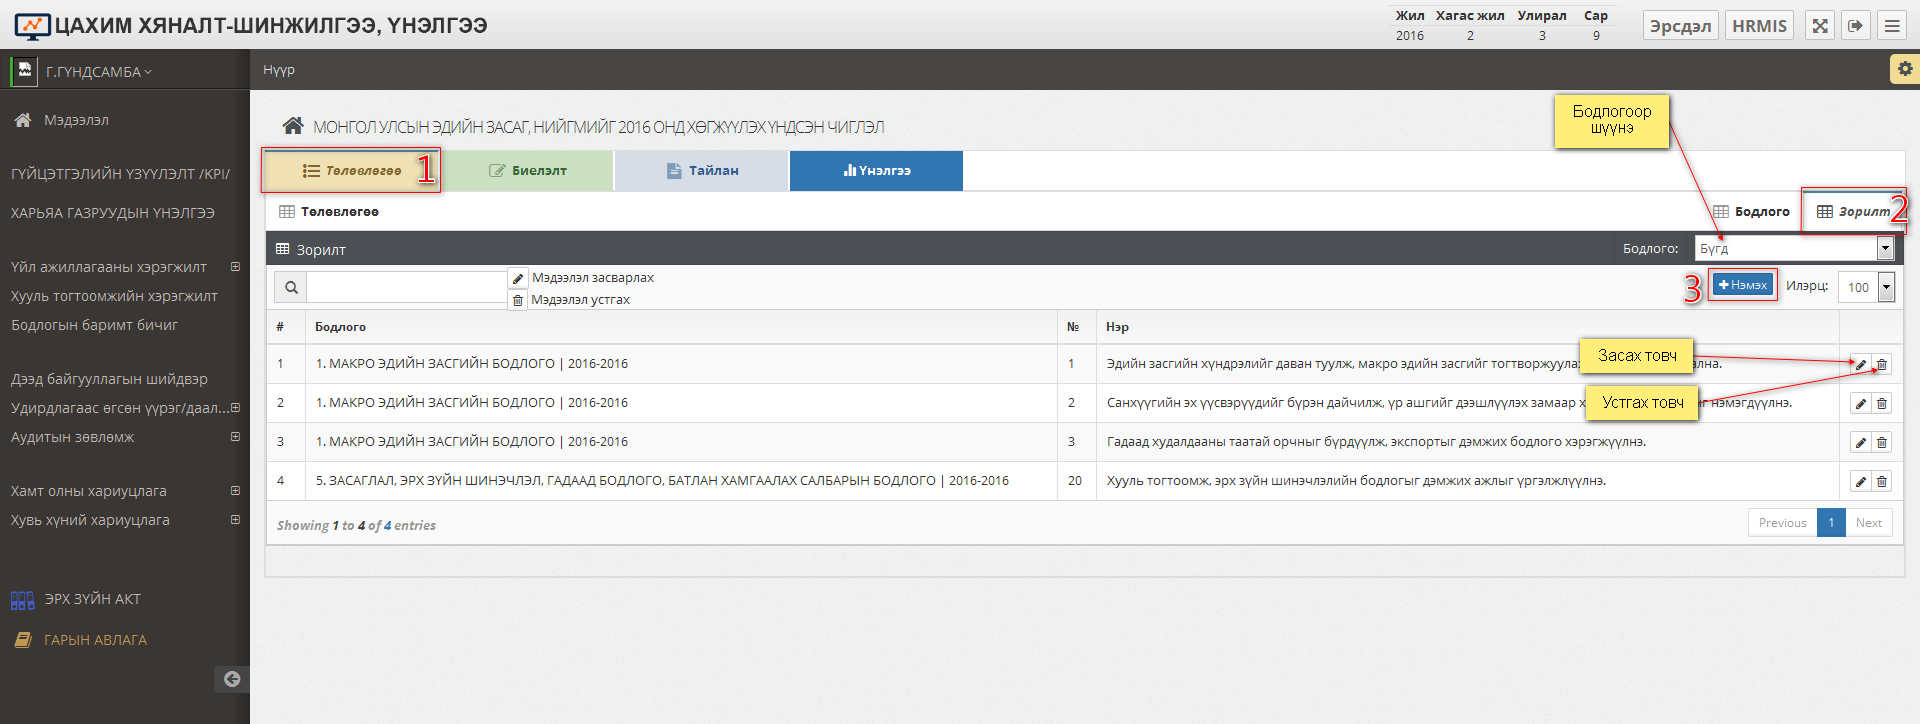 ЦАХИМ ХЯНАЛТ-ШИНЖИЛГЭЭ, ҮНЭЛГЭЭ
Жил Хагас жил Улирал Сар
2016 2 3 9
Эрсдэл HRMIS
Г.ГҮНДСАМБА
Нүүр
Мэдээлэл
ГҮЙЦЭТГЭЛИЙН ҮЗҮҮЛЭЛТ /KPI/
ХАРЬЯА ГАЗРУУДЫН ҮНЭЛГЭЭ
Үйл ажиллагааны хэрэгжилт
Хууль тогтоомжийн хэрэгжилт
Бодлогын баримт бичиг
Дээд байгууллагын шийдвэр
Удирдлагаас өгсөн үүрэг/даал...
Аудитын зөвлөмж
Хамт олны хариуцлага
Хувь хүний хариуцлага
ЭРХ ЗҮЙН АКТ
ГАРЫН АВЛАГА
МОНГОЛ УЛСЫН ЭДИЙН ЗАСАГ, НИЙГМИЙГ 2016 ОНД ХӨГЖҮҮЛЭХ ҮНДСЭН ЧИГЛЭЛ
Бодлогоор
шүүнэ
Төлөвлөгөө 1 Биелэлт Тайлан Үнэлгээ
Төлөвлөгөө Бодлого Зорилт 2
Зорилт Бодлого: Бүгд
Мэдээлэл засварлах
Мэдээлэл устгах
3 Нэмэх Илэрц: 100
# Бодлого № Нэр
1 1. МАКРО ЭДИЙН ЗАСГИЙН БОДЛОГО | 2016-2016 1 Эдийн засгийн хүндрэлийг даван туулж, макро эдийн засгийг тогтворжуула ална.
Засах товч
2 1. МАКРО ЭДИЙН ЗАСГИЙН БОДЛОГО | 2016-2016 2 Санхүүгийн эх үүсвэрүүдийг бүрэн дайчилж, үр ашгийг дээшлүүлэх замаар х иг нэмэгдүүлнэ.
Устгах товч
3 1. МАКРО ЭДИЙН ЗАСГИЙН БОДЛОГО | 2016-2016 3 Гадаад худалдааны таатай орчныг бүрдүүлж, экспортыг дэмжих бодлого хэрэгжүүлнэ.
4 5. ЗАСАГЛАЛ, ЭРХ ЗҮЙН ШИНЭЧЛЭЛ, ГАДААД БОДЛОГО, БАТЛАН ХАМГААЛАХ САЛБАРЫН БОДЛОГО | 2016-2016 20 Хууль тогтоомж, эрх зүйн шинэчлэлийн бодлогыг дэмжих ажлыг үргэлжлүүлнэ.
Showing 1 to 4 of 4 entries
Previous 1 Next